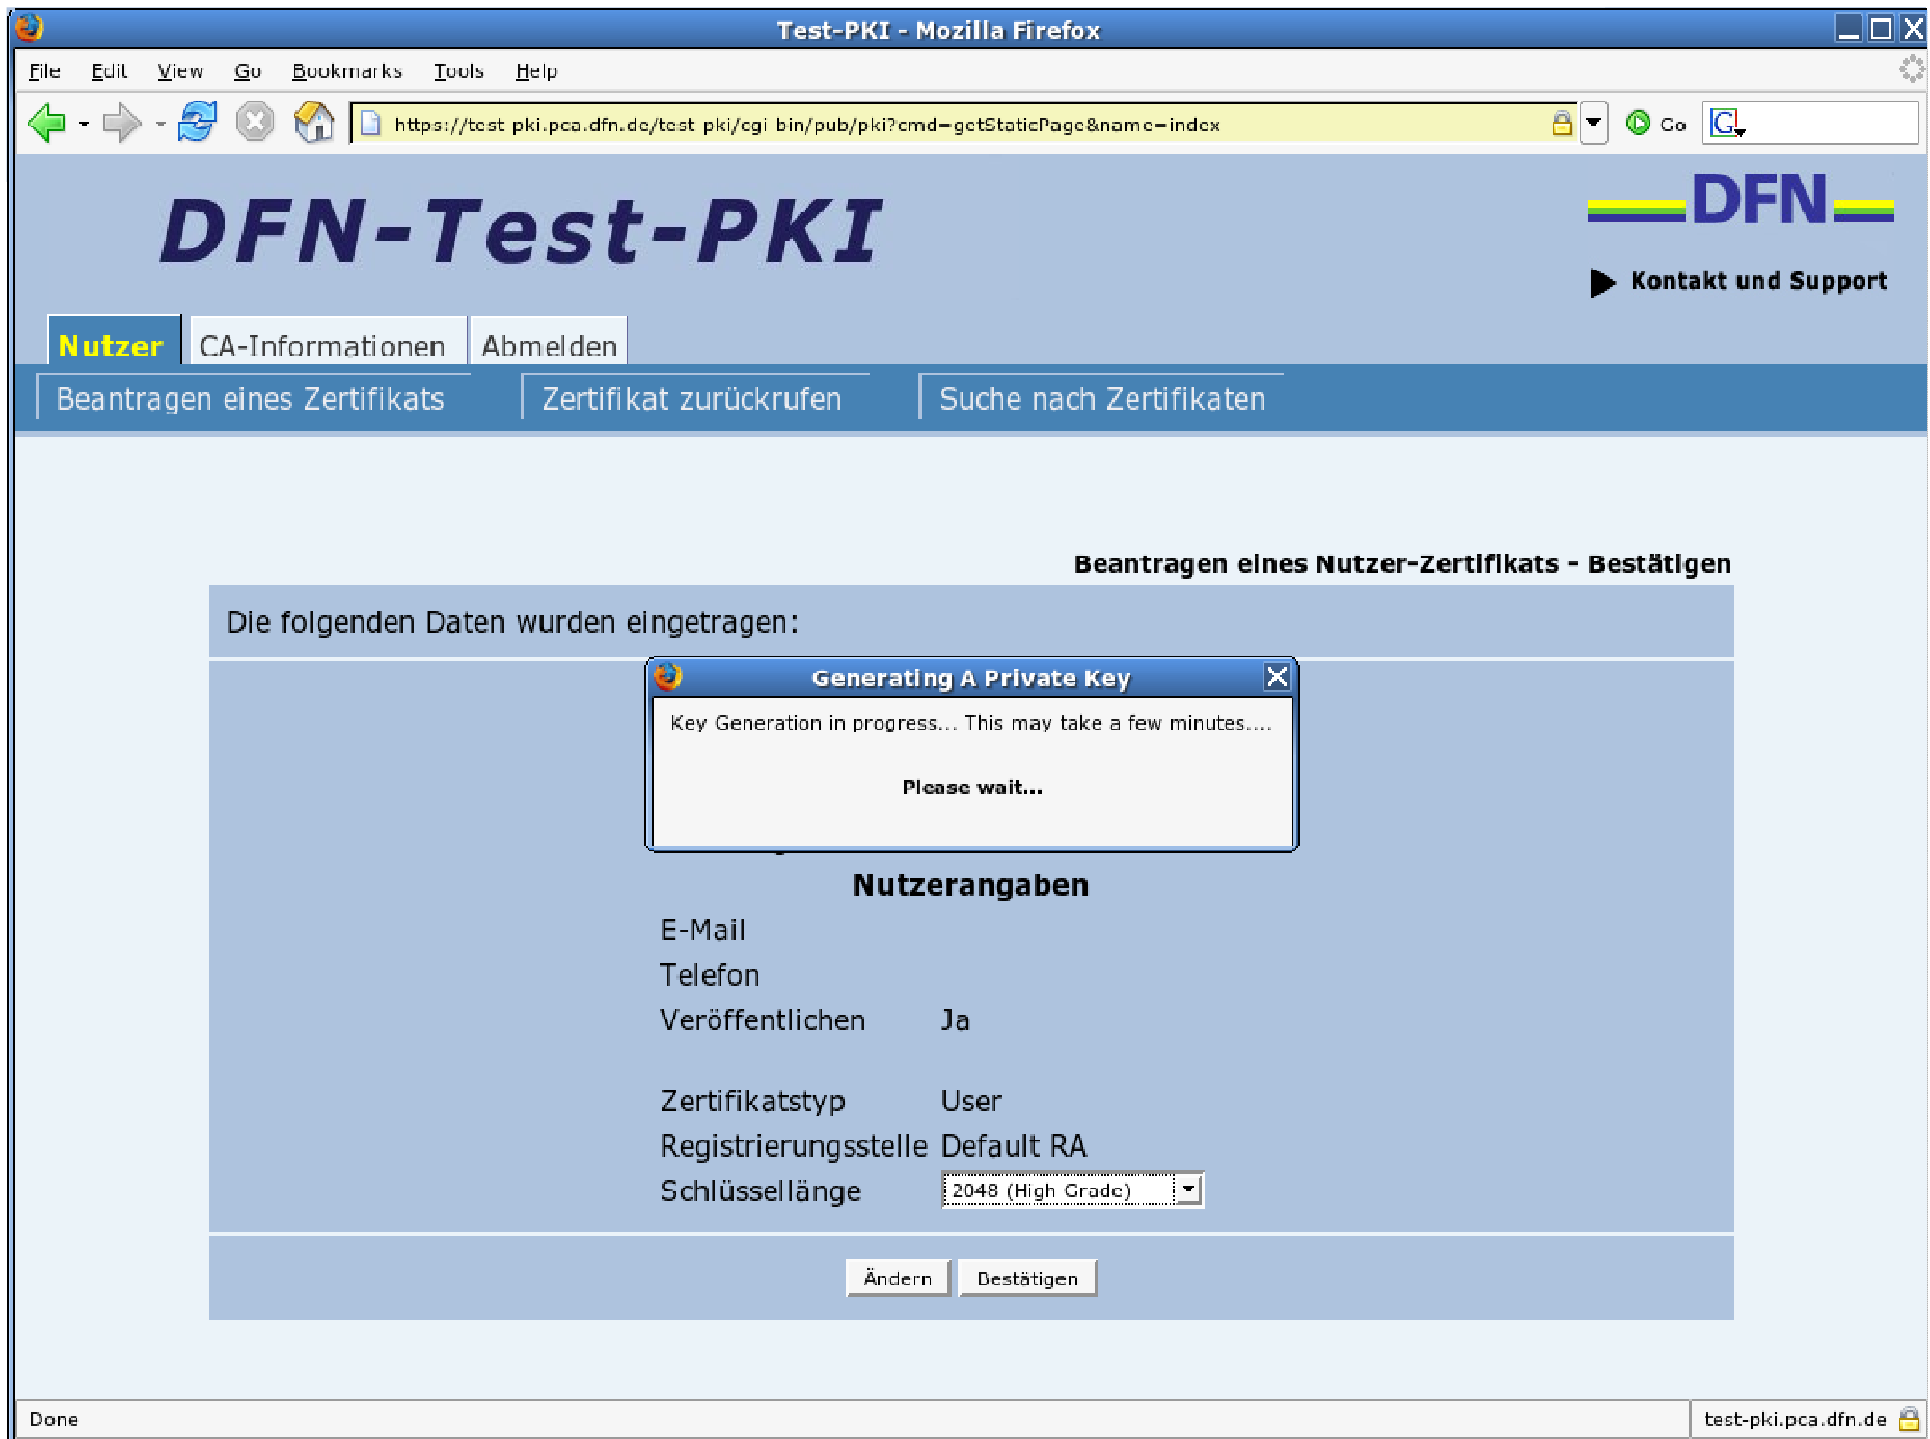 Test-PKI - Mozilla Firefox
File Edit View Go Bookmarks Tools Help
https://test-pki.pca.dfn.de/test-pki/cgi-bin/pub/pki?cmd=getStaticPage&name=index Go G
DFN-Test-PKI
DFN
Kontakt und Support
Nutzer CA-Informationen Abmelden
Beantragen eines Zertifikats Zertifikat zurückrufen Suche nach Zertifikaten
Beantragen eines Nutzer-Zertifikats - Bestätigen
Die folgenden Daten wurden eingetragen:
Generating A Private Key
Key Generation in progress... This may take a few minutes....
Please wait...
Nutzerangaben
E-Mail
Telefon
Veröffentlichen Ja
Zertifikatstyp User
Registrierungsstelle Default RA
Schlüssellänge 2048 (High Grade)
Ändern Bestätigen
Done test-pki.pca.dfn.de